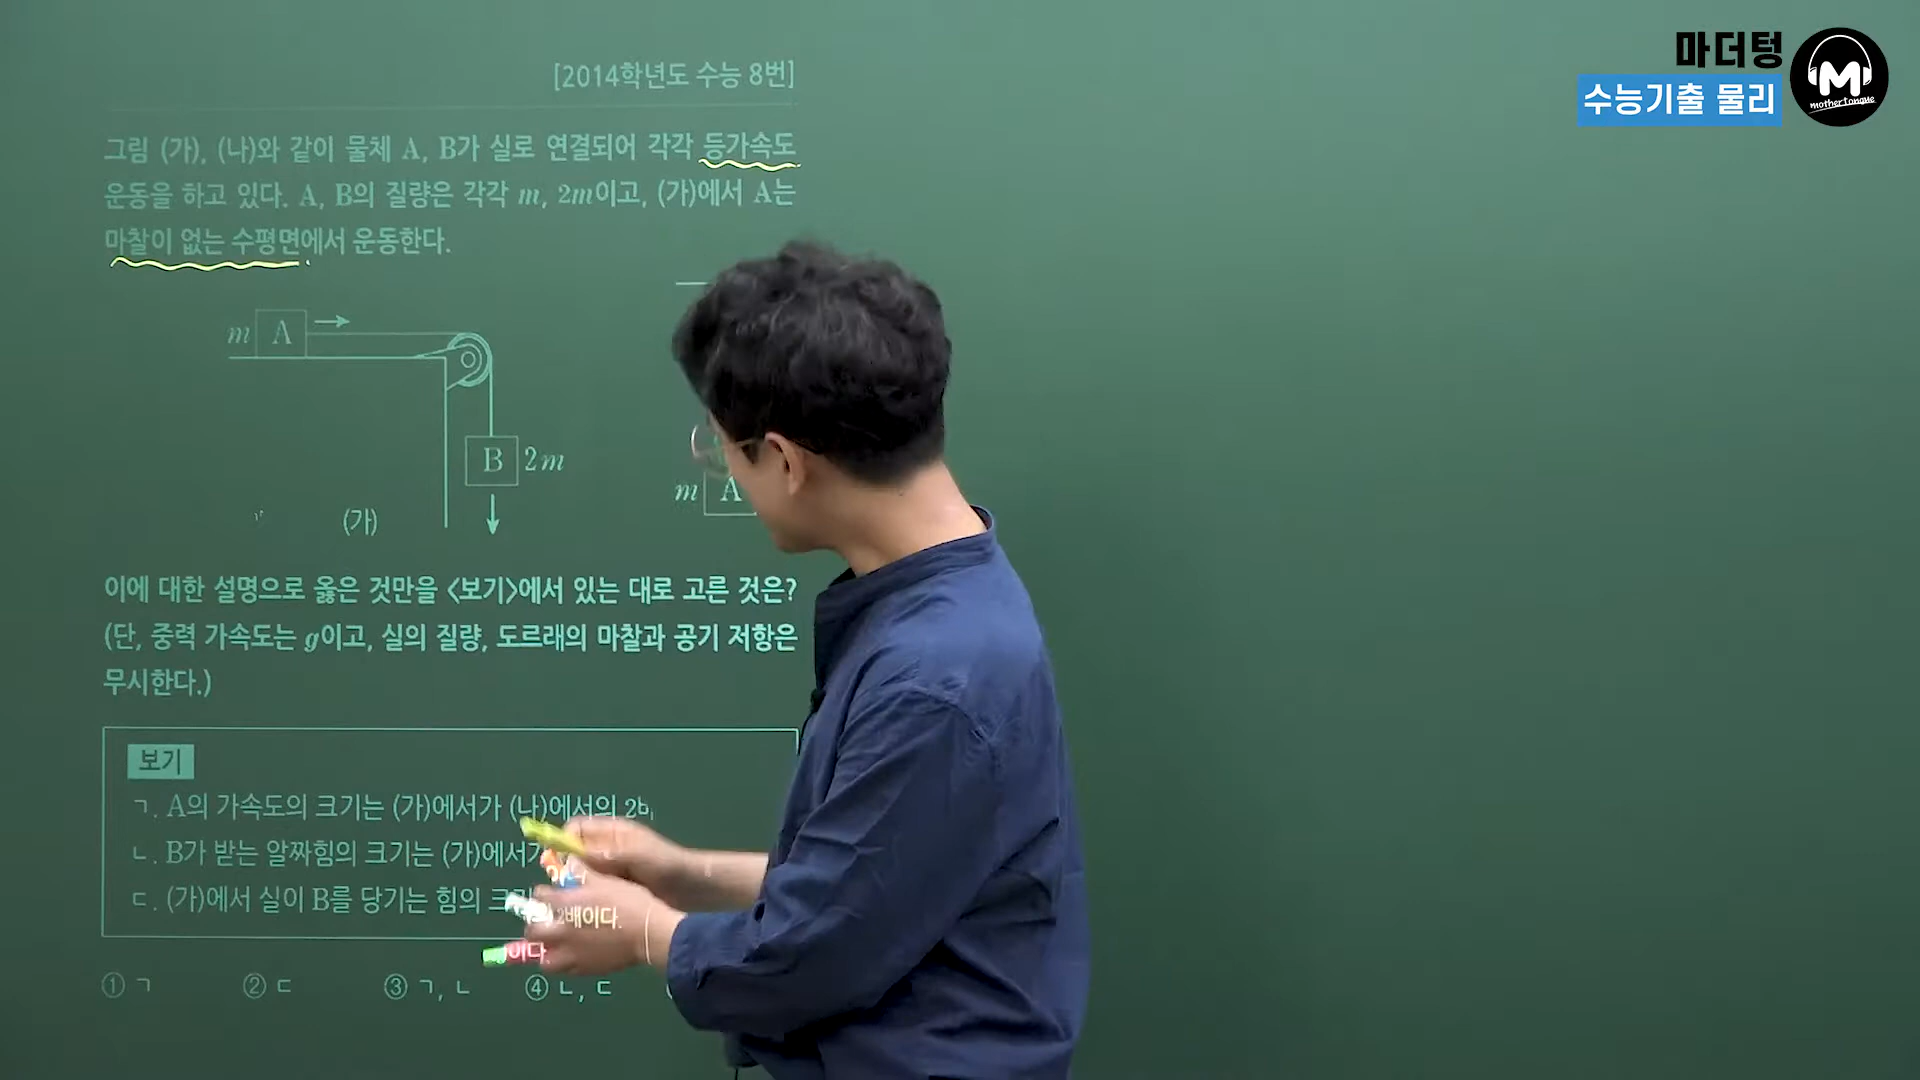 마더텅
수능기출 물리
M
mothertongue
[2014학년도 수능 8번]
그림 (가), (나)와 같이 물체 A, B가 실로 연결되어 각각 등가속도
운동을 하고 있다. A, B의 질량은 각각 m, 2m이고, (가)에서 A는
마찰이 없는 수평면에서 운동한다.
m A
B 2m
m A
(가)
이에 대한 설명으로 옳은 것만을 <보기>에서 있는 대로 고른 것은?
(단, 중력 가속도는 g이고, 실의 질량, 도르래의 마찰과 공기 저항은
무시한다.)
보기
ㄱ. A의 가속도의 크기는 (가)에서가 (나)에서의 2
ㄴ. B가 받는 알짜힘의 크기는 (가)에서가
2배이다.
ㄷ. (가)에서 실이 B를 당기는 힘의
이다.
① ㄱ ② ㄷ ③ ㄱ, ㄴ ④ ㄴ, ㄷ